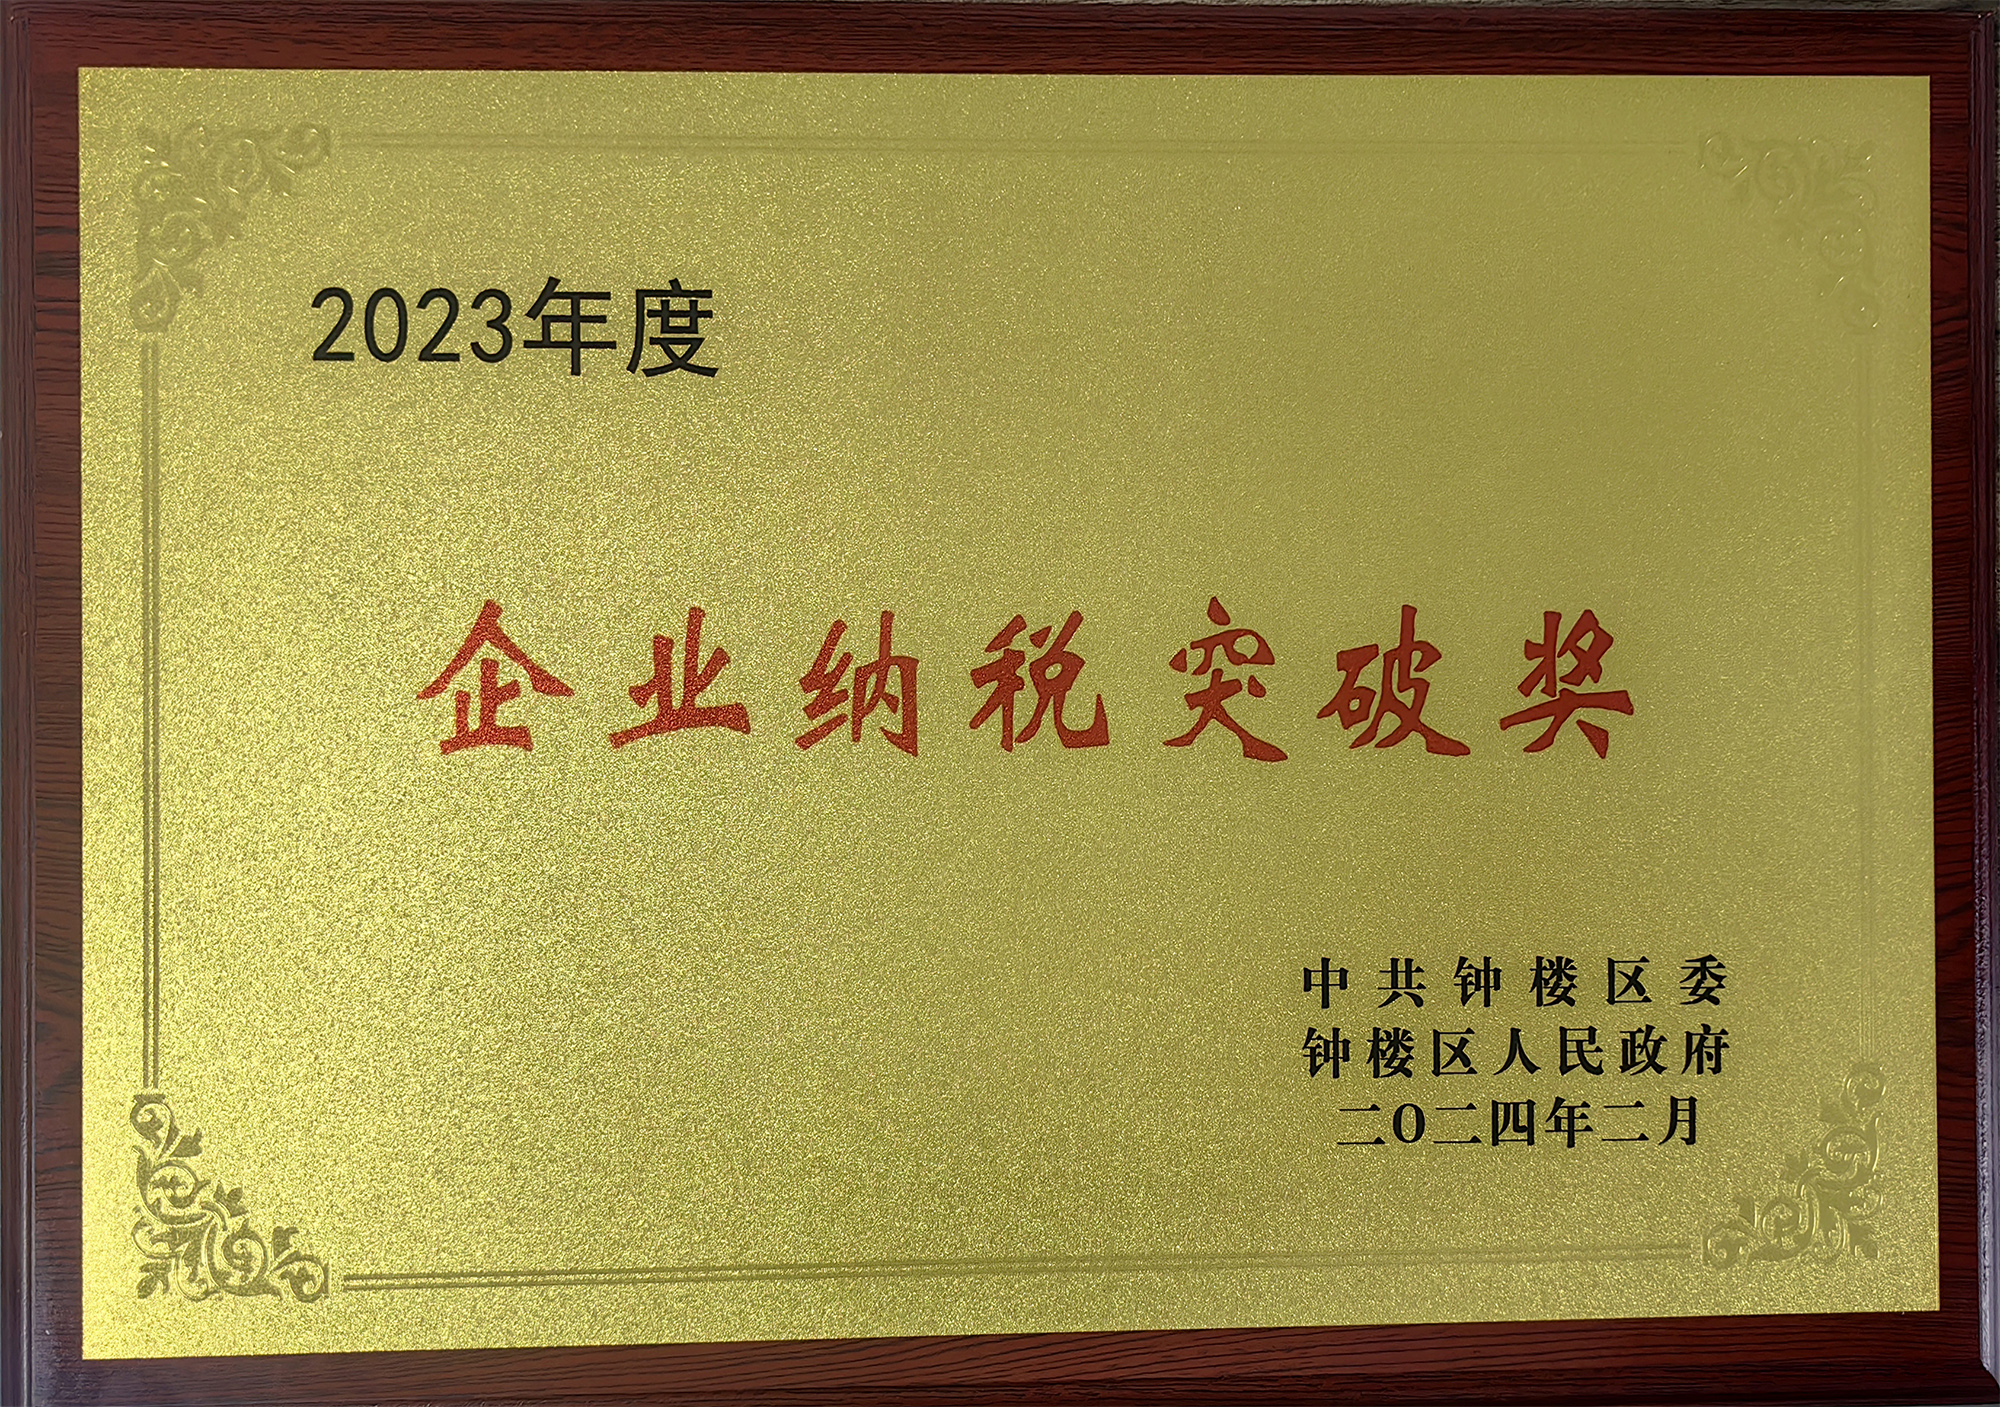 2023年度
企业纳税突破奖
中共钟楼区委
钟楼区人民政府
二〇二四年二月